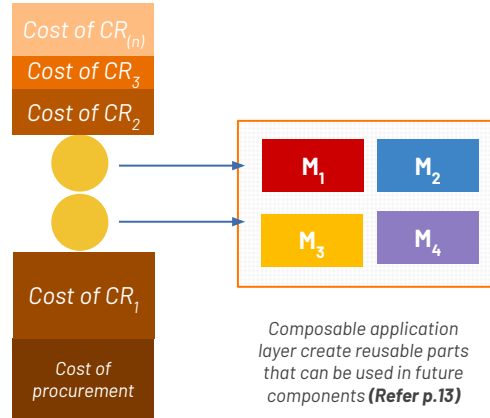 Cost of CR(n)
Cost of CR3
Cost of CR2
M1
M2
M3
M4
Cost of CR1
Cost of
procurement
Composable application
layer create reusable parts
that can be used in future
components (Refer p.13)